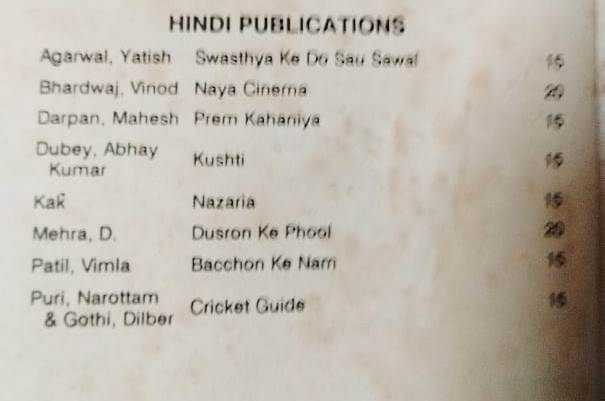 HINDI PUBLICATIONS
Agarwal, Yatish Swasthya Ke Do Sau Sawal 15
Bhardwaj, Vinod Naya Cinema 20
Darpan, Mahesh Prem Kahaniya 15
Dubey, Abhay
Kumar Kushti 15
Kak Nazaria 15
Mehra, D. Dusron Ke Phool 20
Patil, Vimla Bacchon Ke Nam 15
Puri, Narottam
& Gothi, Dilber Cricket Guide 15